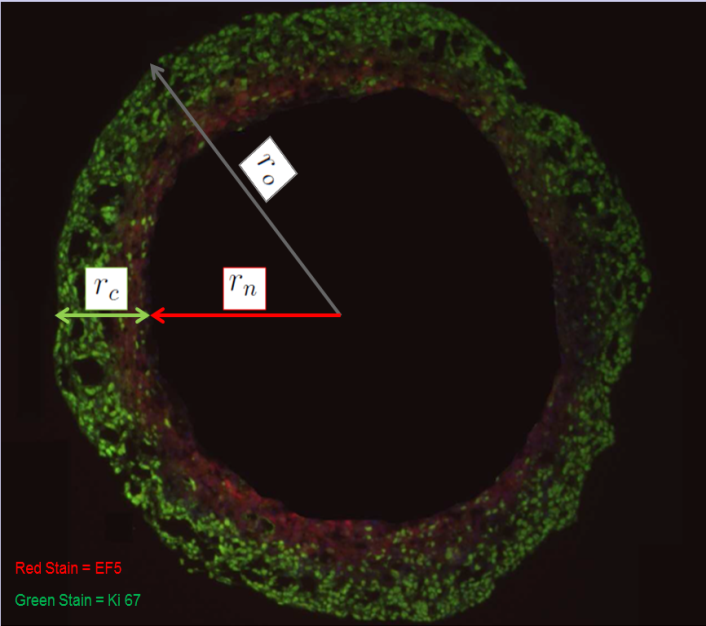 r_o
r_c
r_n
Red Stain = EF5
Green Stain = Ki 67